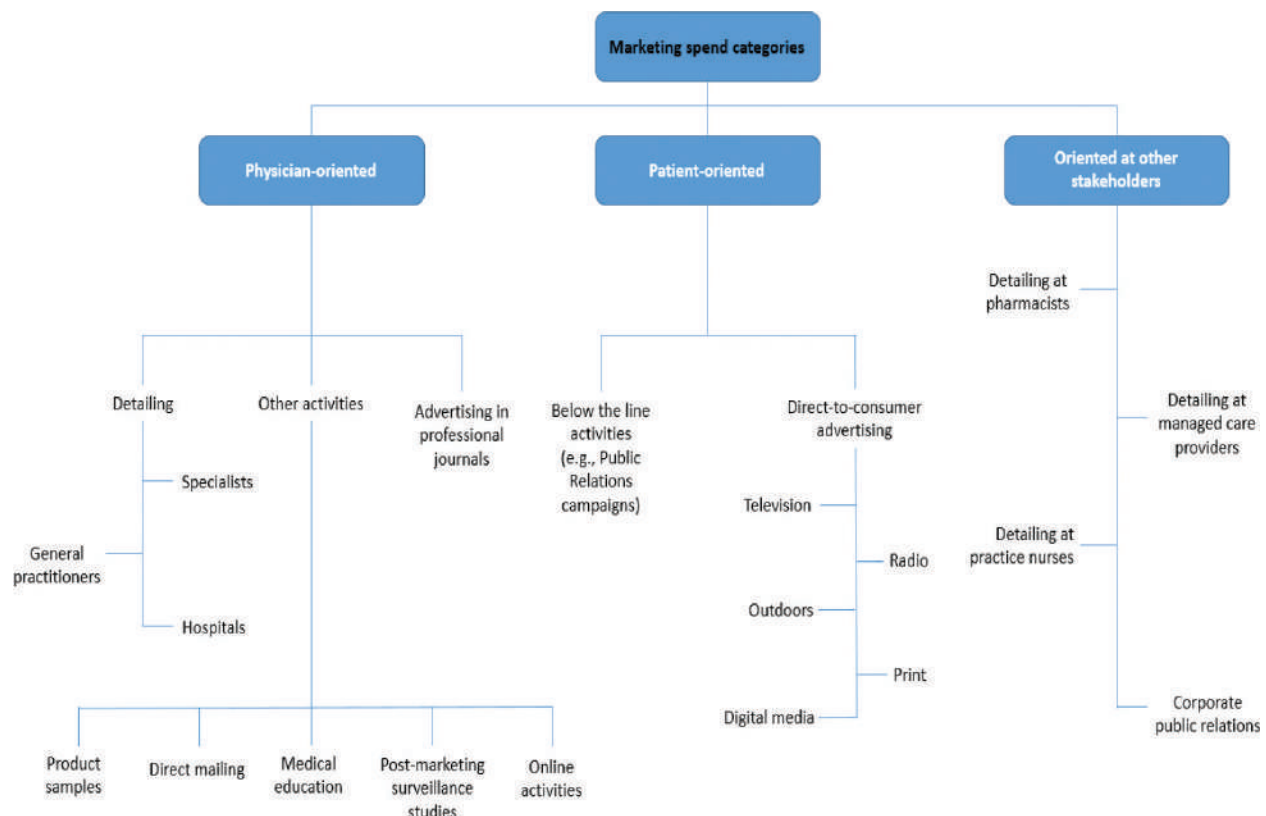 Marketing spend categories
Physician-oriented
Patient-oriented
Oriented at other
stakeholders
Detailing at
pharmacists
Detailing
Other activities
Advertising in
professional
journals
Below the line
activities
(e.g., Public
Relations
campaigns)
Direct-to-consumer
advertising
Detailing at
managed care
providers
Specialists
General
practitioners
Hospitals
Television
Radio
Outdoors
Print
Digital media
Detailing at
practice nurses
Corporate
public relations
Product
samples
Direct mailing
Medical
education
Post-marketing
surveillance
studies
Online
activities